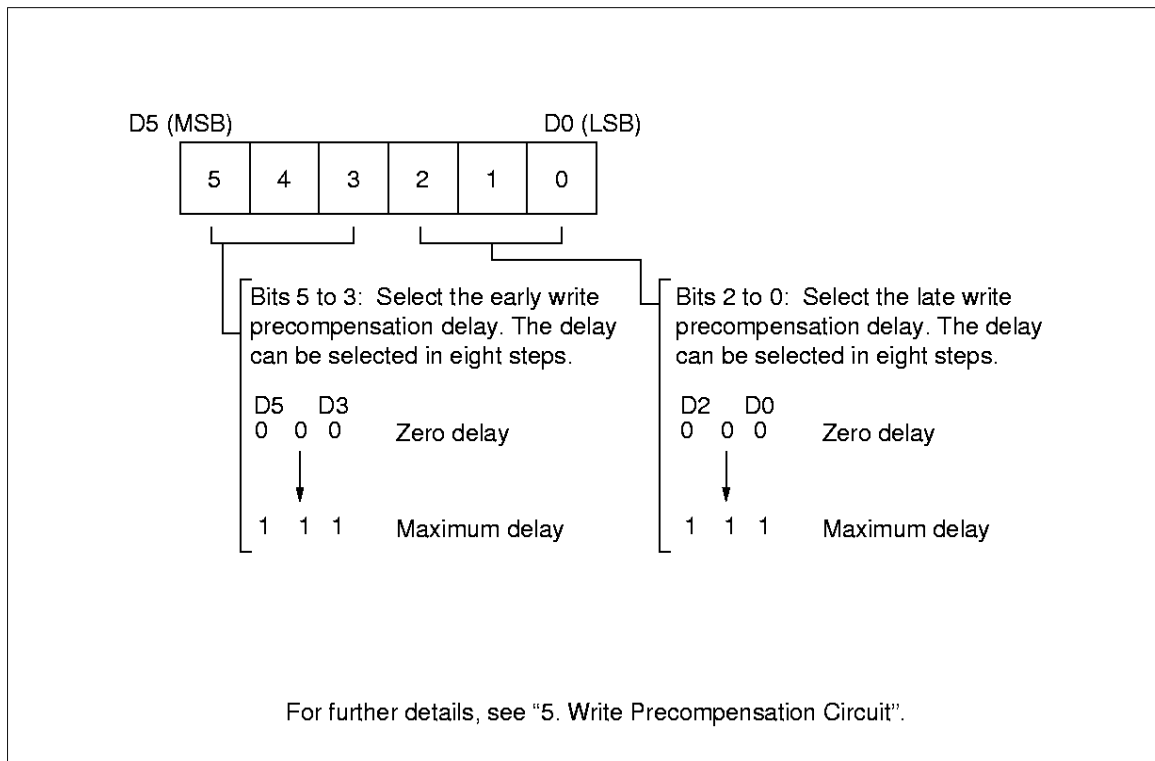 D5 (MSB) D0 (LSB)
5 4 3 2 1 0
Bits 5 to 3: Select the early write
precompensation delay. The delay
can be selected in eight steps.
D5 D3
0 0 0 Zero delay
1 1 1 Maximum delay
Bits 2 to 0: Select the late write
precompensation delay. The delay
can be selected in eight steps.
D2 D0
0 0 0 Zero delay
1 1 1 Maximum delay
For further details, see “5. Write Precompensation Circuit”.